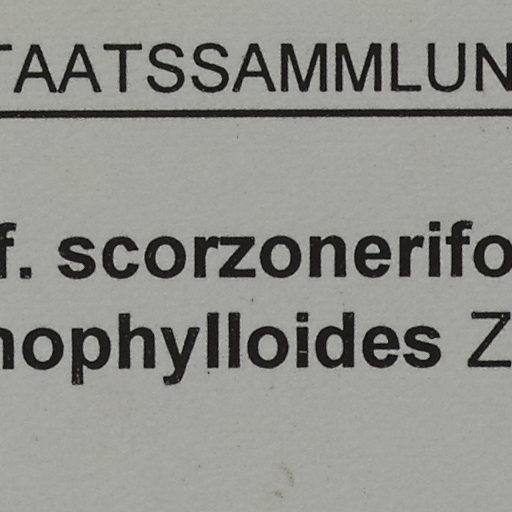 TAATSSAMMLUN
f. scorzonerifo
nophylloides Z